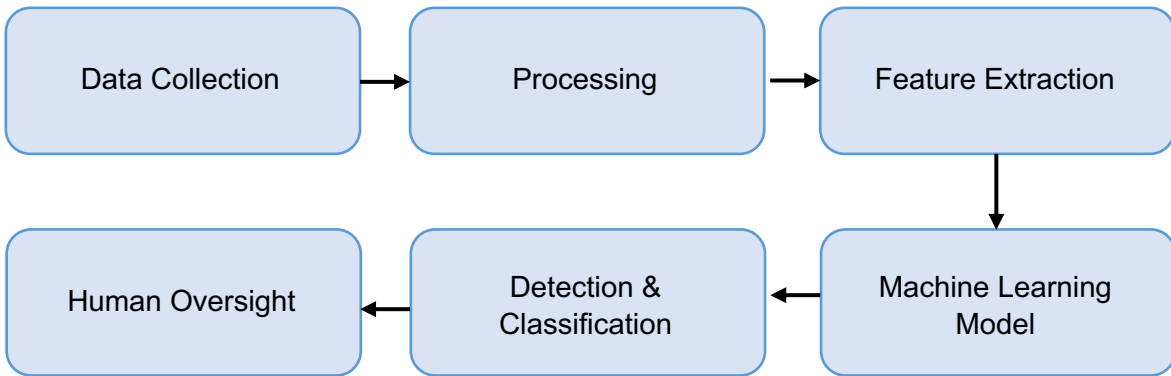 Data Collection
Processing
Feature Extraction
Machine Learning
Model
Detection &
Classification
Human Oversight